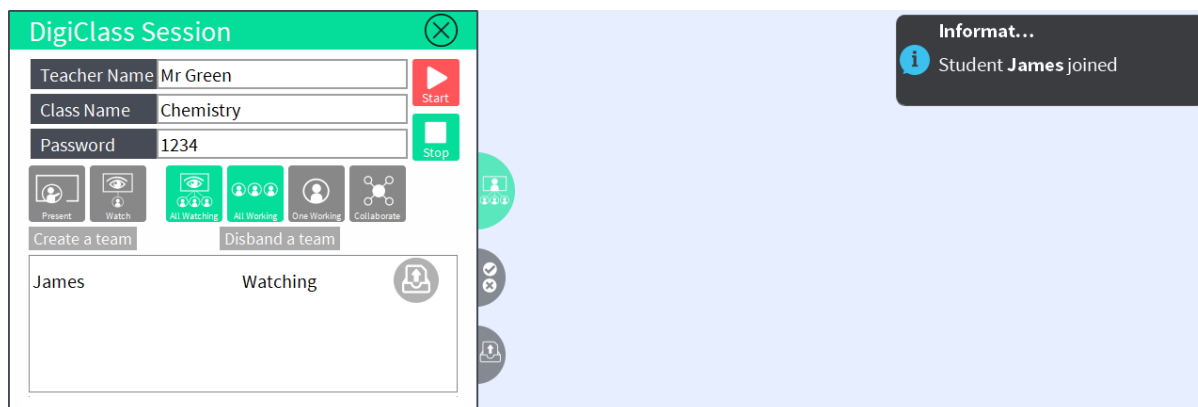 DigiClass Session
Teacher Name Mr Green
Start
Class Name Chemistry
Password 1234
Stop
Present Watch All Watching All Working One Working Collaborate
Create a team Disband a team
James Watching
Informat...
Student James joined